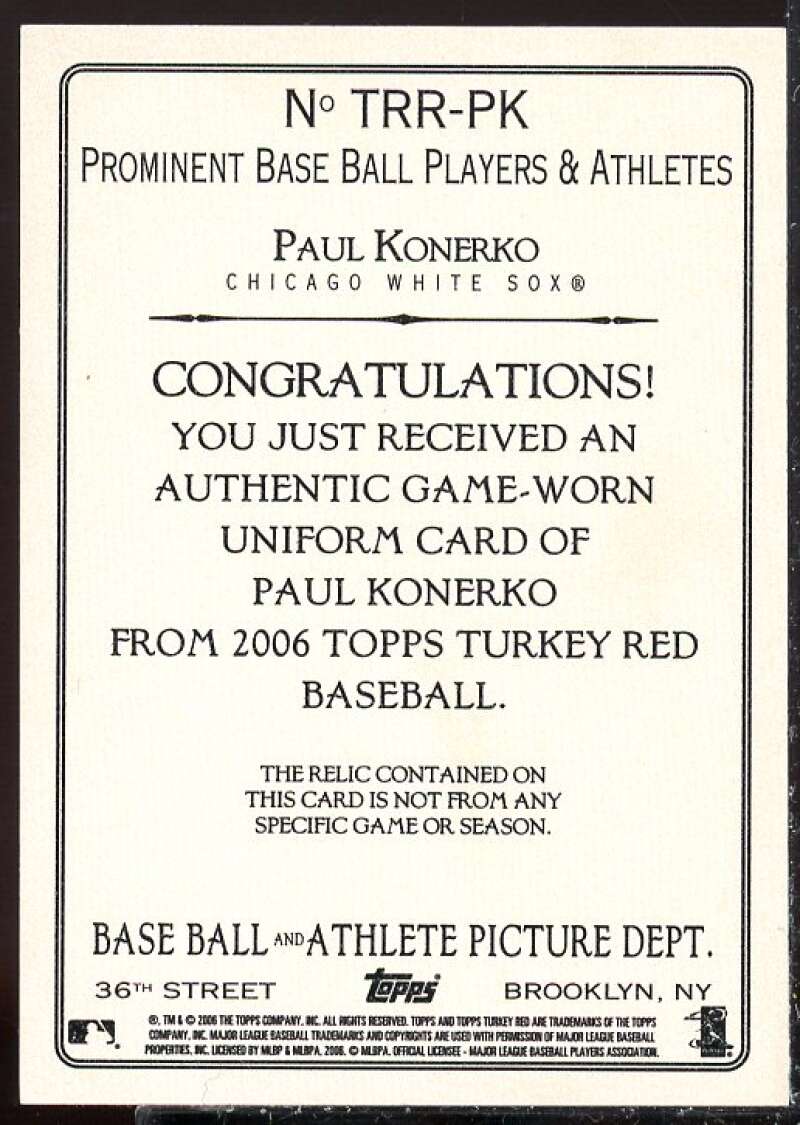 Nº TRR-PK
PROMINENT BASE BALL PLAYERS & ATHLETES
PAUL KONERKO
CHICAGO WHITE SOX®
CONGRATULATIONS!
YOU JUST RECEIVED AN
AUTHENTIC GAME-WORN
UNIFORM CARD OF
PAUL KONERKO
FROM 2006 TOPPS TURKEY RED
BASEBALL.
THE RELIC CONTAINED ON
THIS CARD IS NOT FROM ANY
SPECIFIC GAME OR SEASON.
BASE BALL AND ATHLETE PICTURE DEPT.
36TH STREET topps BROOKLYN, NY
®, TM & © 2006 THE TOPPS COMPANY, INC. ALL RIGHTS RESERVED. TOPPS AND TOPPS TURKEY RED ARE TRADEMARKS OF THE TOPPS
COMPANY, INC. MAJOR LEAGUE BASEBALL TRADEMARKS AND COPYRIGHTS ARE USED WITH PERMISSION OF MAJOR LEAGUE BASEBALL
PROPERTIES, INC. LICENSED BY MLBP & MLBPA. 2006. © MLBPA. OFFICIAL LICENSEE - MAJOR LEAGUE BASEBALL PLAYERS ASSOCIATION.